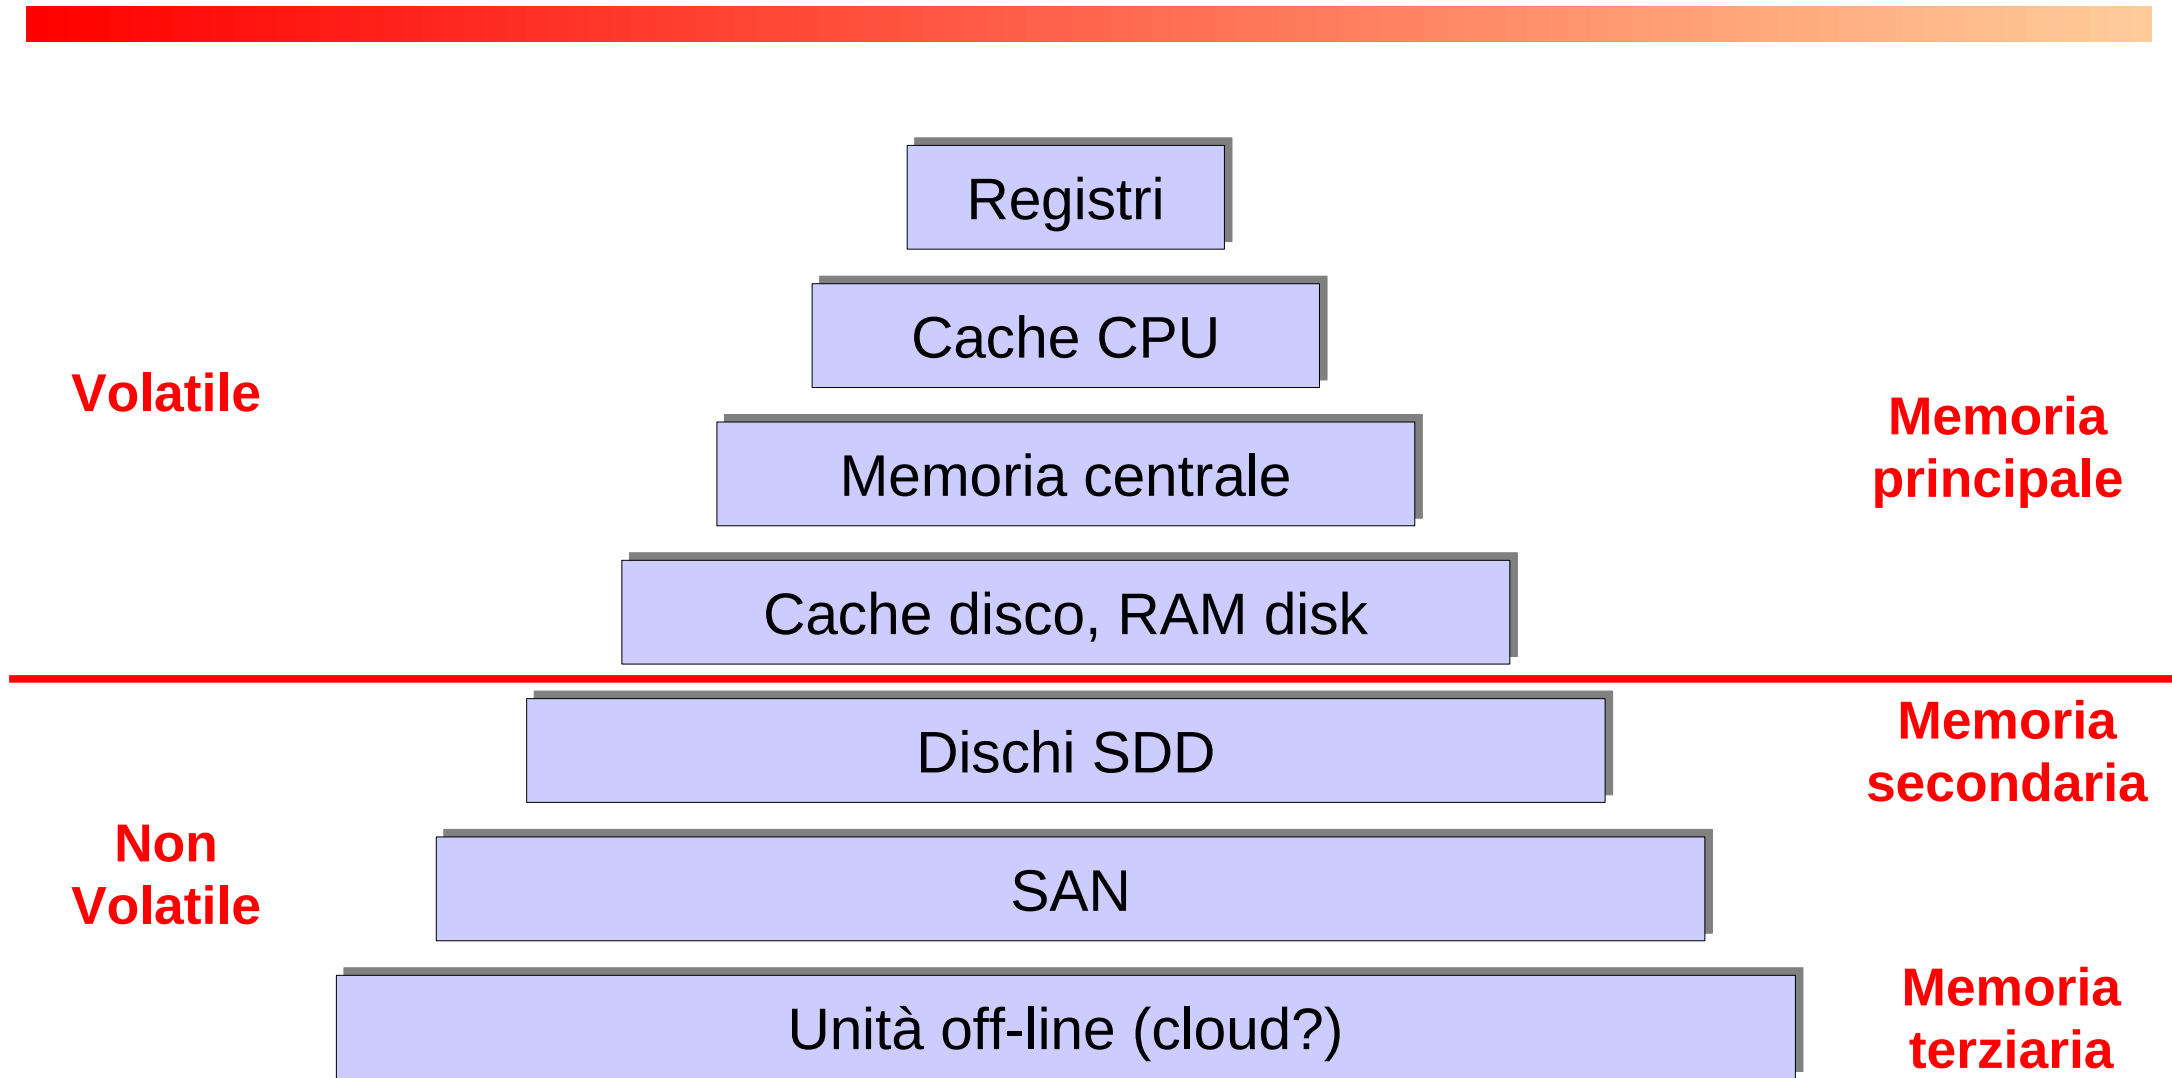 Registri
Cache CPU
Volatile
Memoria
principale
Memoria centrale
Cache disco, RAM disk
Dischi SDD
Memoria
secondaria
Non
Volatile
SAN
Unità off-line (cloud?)
Memoria
terziaria